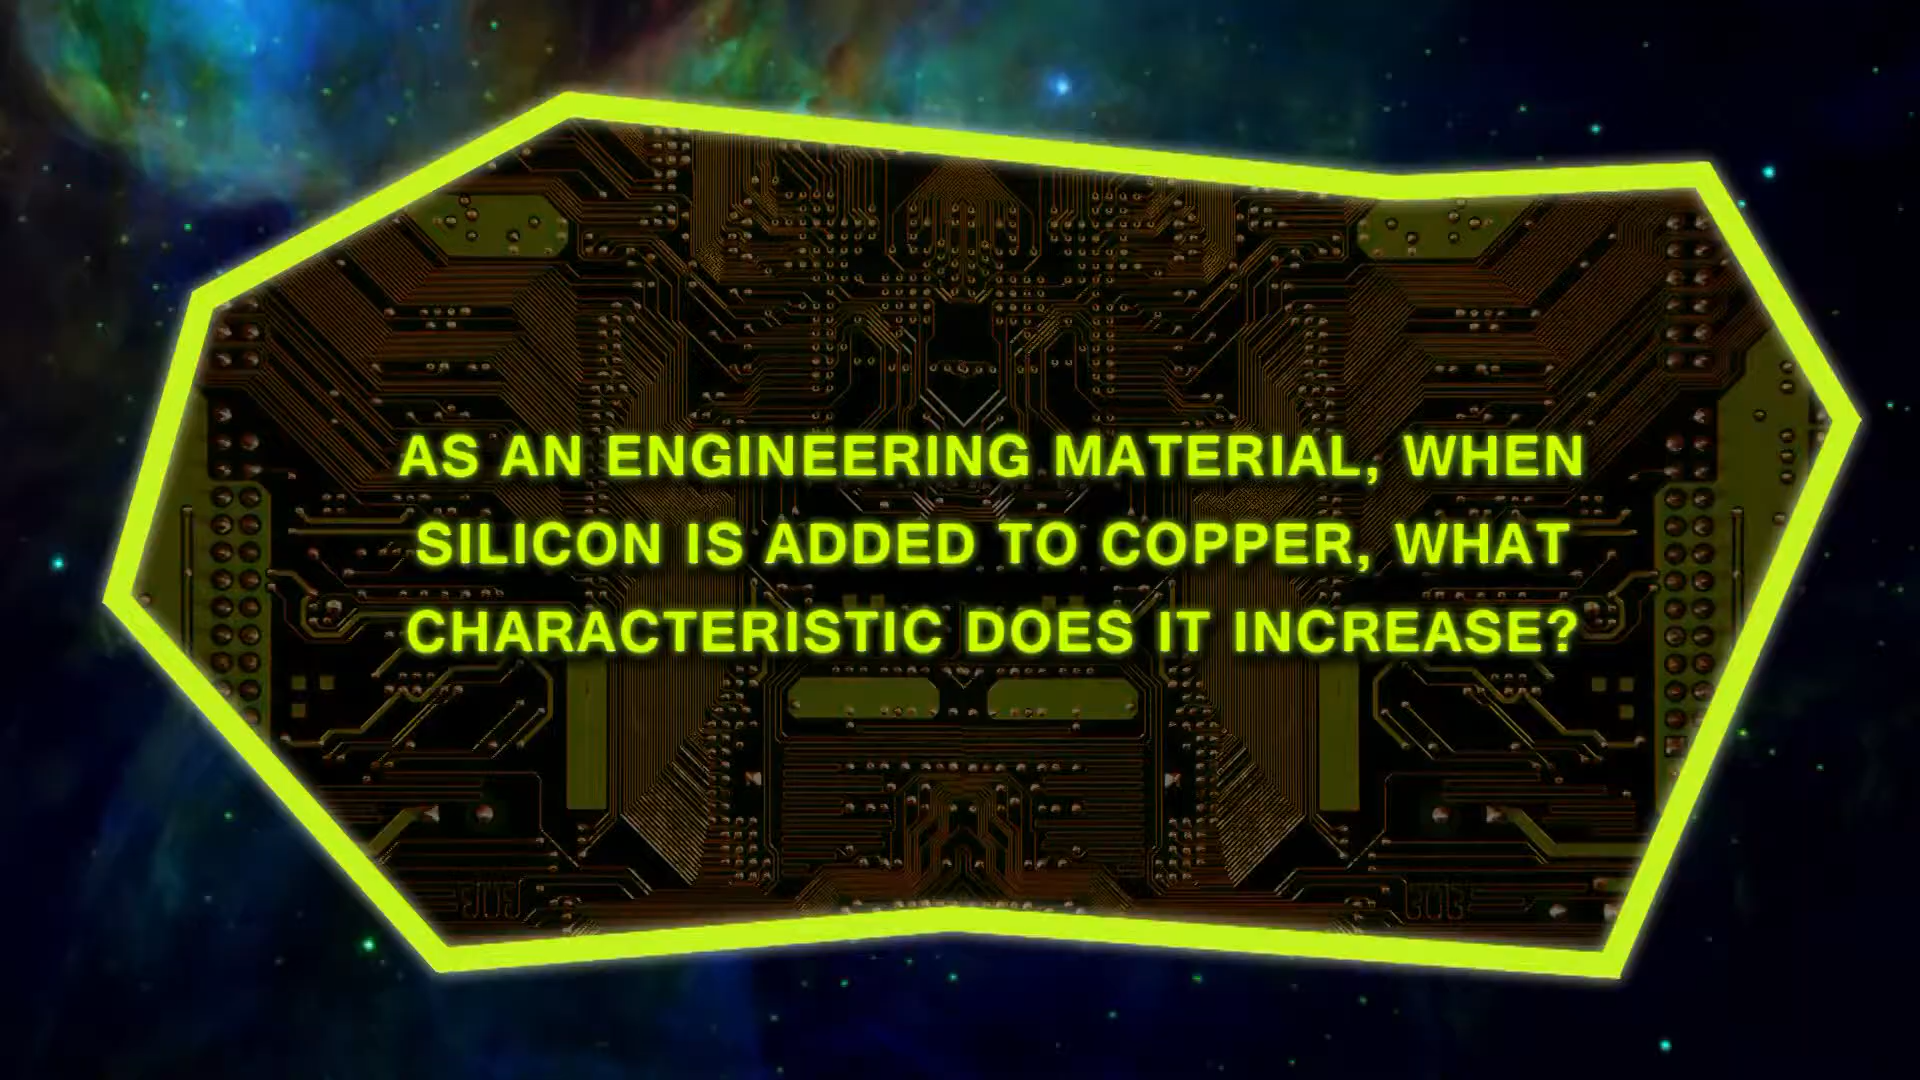 AS AN ENGINEERING MATERIAL, WHEN
SILICON IS ADDED TO COPPER, WHAT
CHARACTERISTIC DOES IT INCREASE?